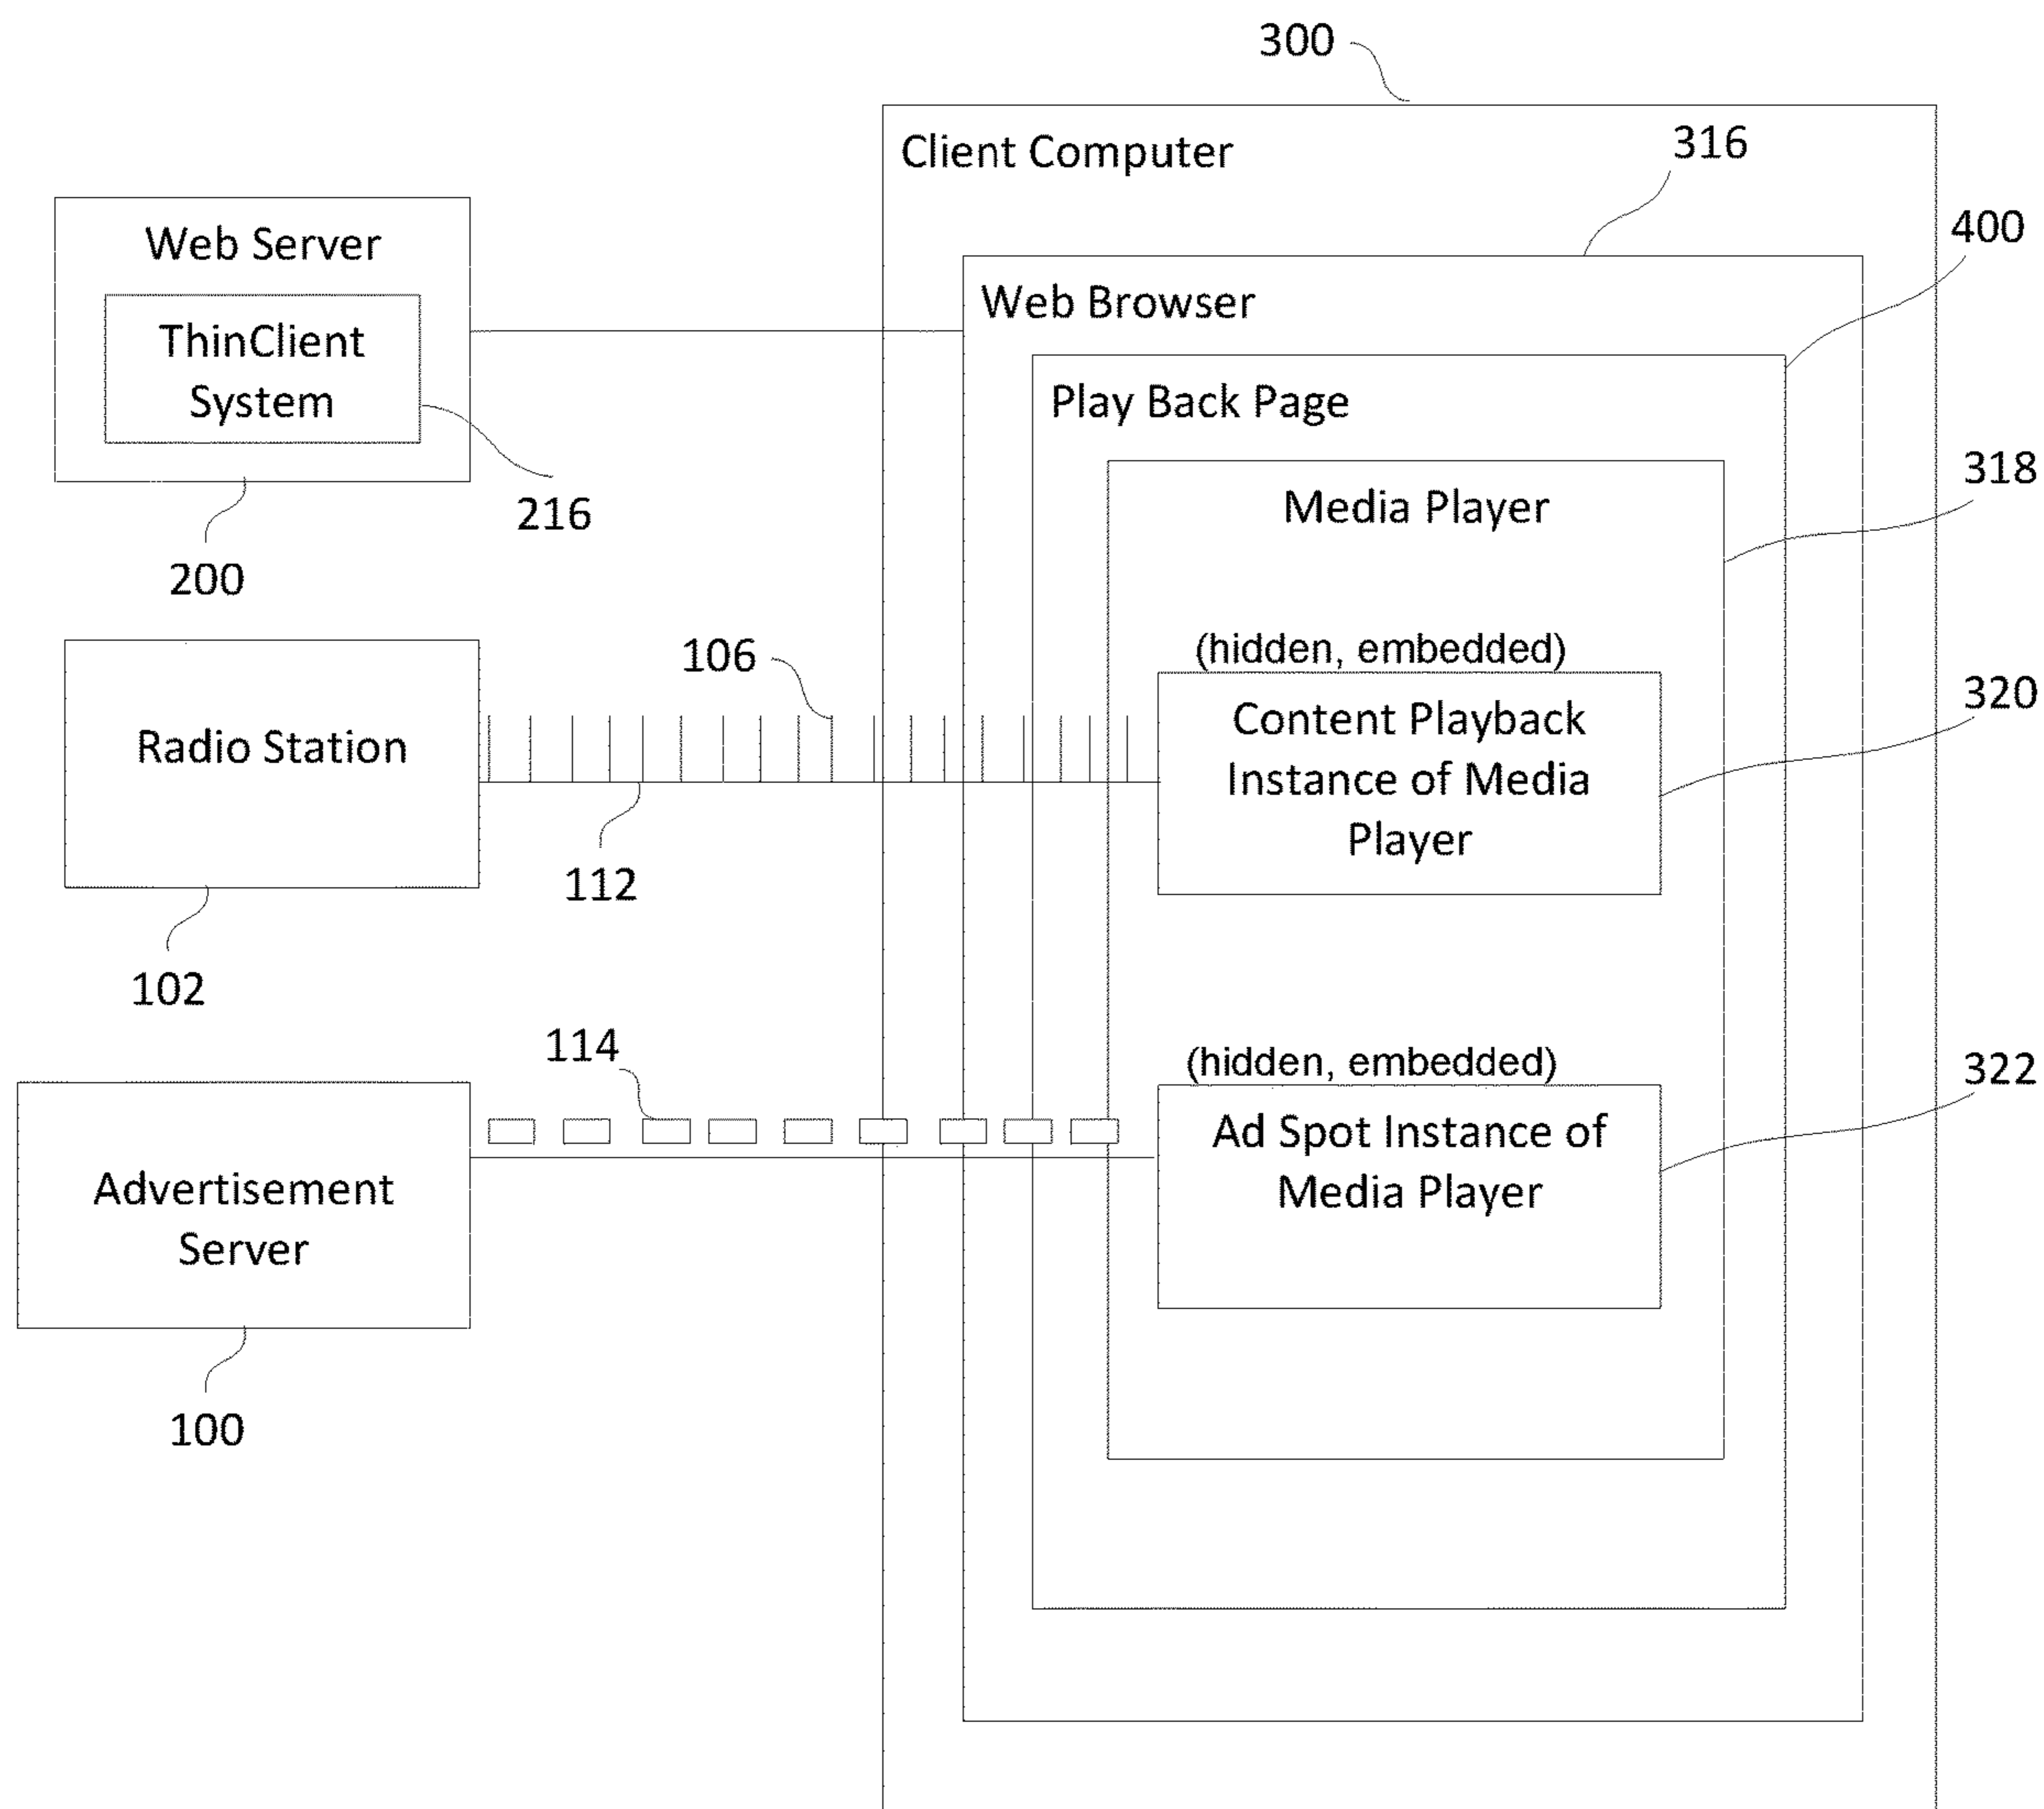 300
Client Computer
316
Web Server
400
Web Browser
ThinClient
System
Play Back Page
318
Media Player
216
200
106
(hidden, embedded)
320
Radio Station
Content Playback
Instance of Media
Player
112
102
114
(hidden, embedded)
322
Ad Spot Instance of
Media Player
Advertisement
Server
100